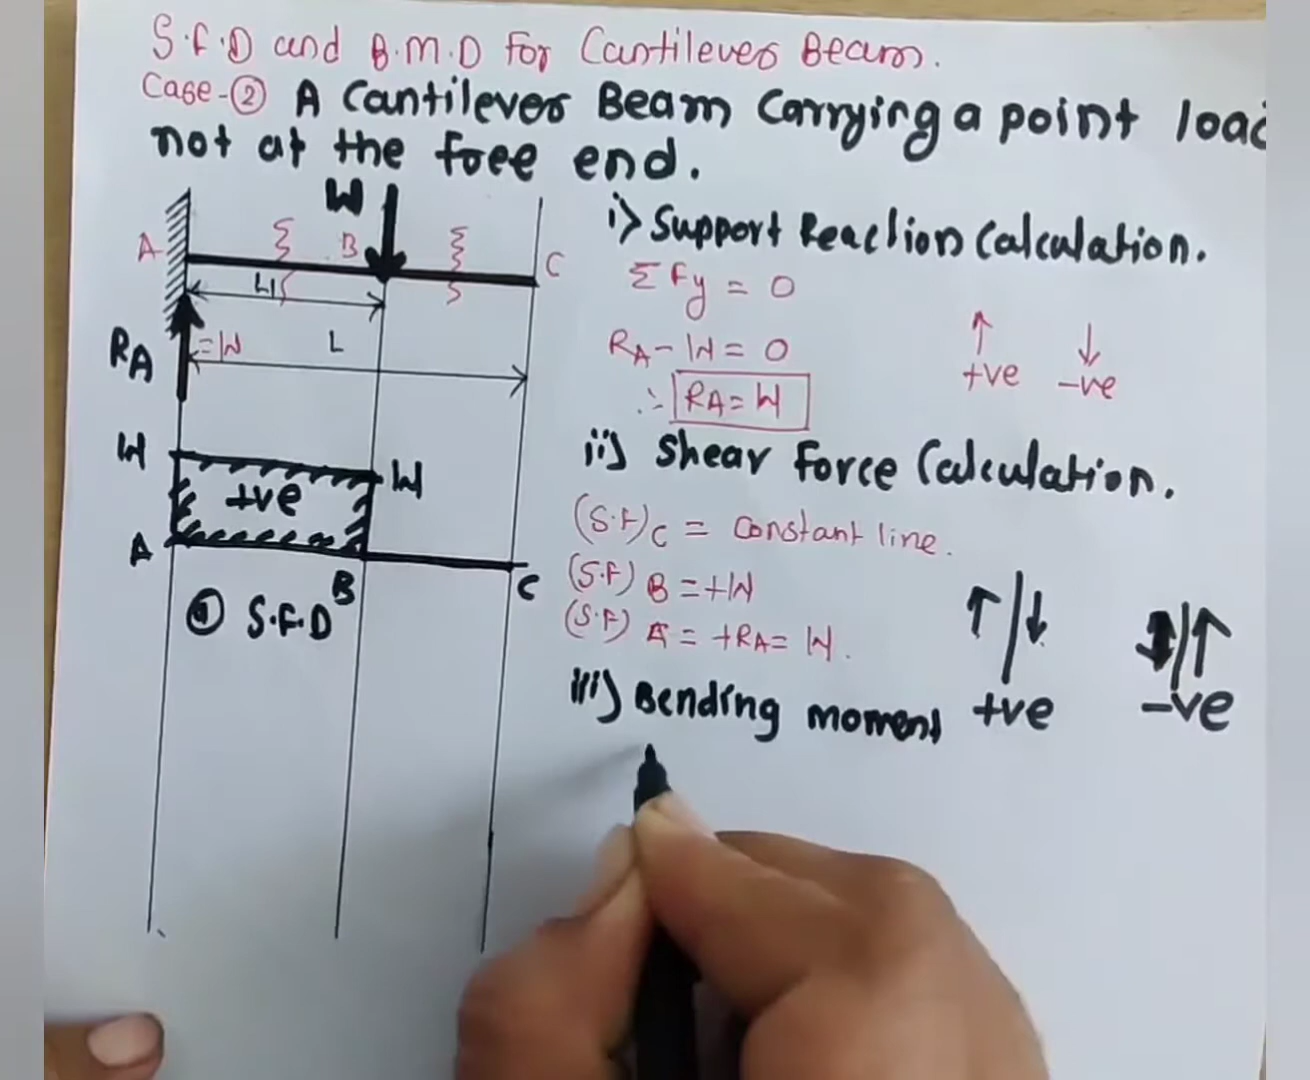 S.F.D and B.M.D For Cantilever Beam.
Case-② A Cantilever Beam Carrying a point load
not at the free end.
W
A
B
C
L1
L
RA
=W
i) Support Reaction Calculation.
ΣFy = 0
RA - W = 0
∴ RA = W
↑ ↓
+ve -ve
ii) Shear Force Calculation.
(S.F)C = Constant line.
(S.F) B = +W
(S.F) A = +RA = W.
↑/↓ ↓/↑
+ve -ve
iii) Bending moment
W
W
+ve
A
B
C
① S.F.D